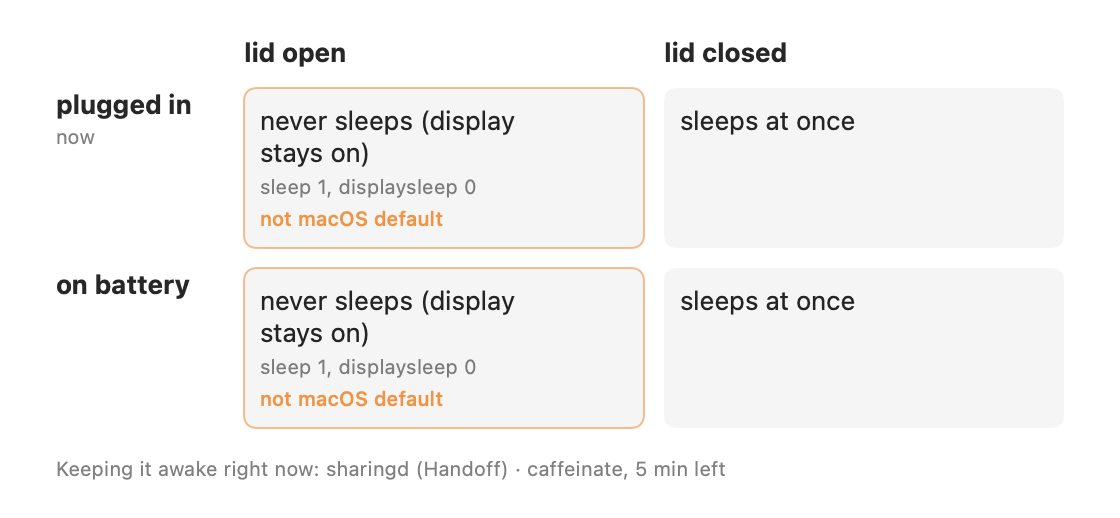 lid open
lid closed
plugged in
now
never sleeps (display
stays on)
sleep 1, displaysleep 0
not macOS default
sleeps at once
on battery
never sleeps (display
stays on)
sleep 1, displaysleep 0
not macOS default
sleeps at once
Keeping it awake right now: sharingd (Handoff) · caffeinate, 5 min left